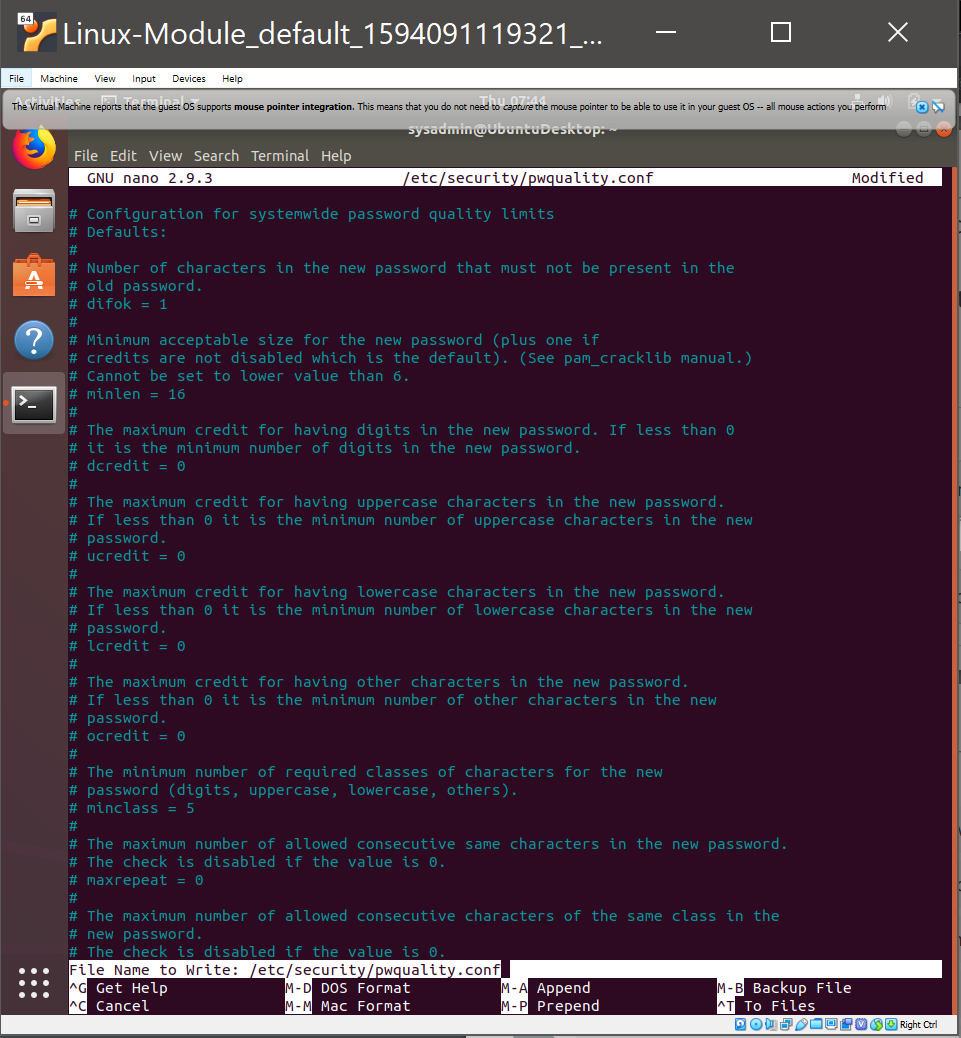 64
Linux-Module_default_1594091119321_...
File Machine View Input Devices Help
Activities Terminal Thu 07:44
The Virtual Machine reports that the guest OS supports mouse pointer integration. This means that you do not need to capture the mouse pointer to be able to use it in your guest OS -- all mouse actions you perform
sysadmin@UbuntuDesktop: ~
File Edit View Search Terminal Help
GNU nano 2.9.3 /etc/security/pwquality.conf Modified
# Configuration for systemwide password quality limits
# Defaults:
#
# Number of characters in the new password that must not be present in the
# old password.
# difok = 1
#
# Minimum acceptable size for the new password (plus one if
# credits are not disabled which is the default). (See pam_cracklib manual.)
# Cannot be set to lower value than 6.
# minlen = 16
#
# The maximum credit for having digits in the new password. If less than 0
# it is the minimum number of digits in the new password.
# dcredit = 0
#
# The maximum credit for having uppercase characters in the new password.
# If less than 0 it is the minimum number of uppercase characters in the new
# password.
# ucredit = 0
#
# The maximum credit for having lowercase characters in the new password.
# If less than 0 it is the minimum number of lowercase characters in the new
# password.
# lcredit = 0
#
# The maximum credit for having other characters in the new password.
# If less than 0 it is the minimum number of other characters in the new
# password.
# ocredit = 0
#
# The minimum number of required classes of characters for the new
# password (digits, uppercase, lowercase, others).
# minclass = 5
#
# The maximum number of allowed consecutive same characters in the new password.
# The check is disabled if the value is 0.
# maxrepeat = 0
#
# The maximum number of allowed consecutive characters of the same class in the
# new password.
# The check is disabled if the value is 0.
File Name to Write: /etc/security/pwquality.conf
^G Get Help M-D DOS Format M-A Append M-B Backup File
^C Cancel M-M Mac Format M-P Prepend ^T To Files
Right Ctrl